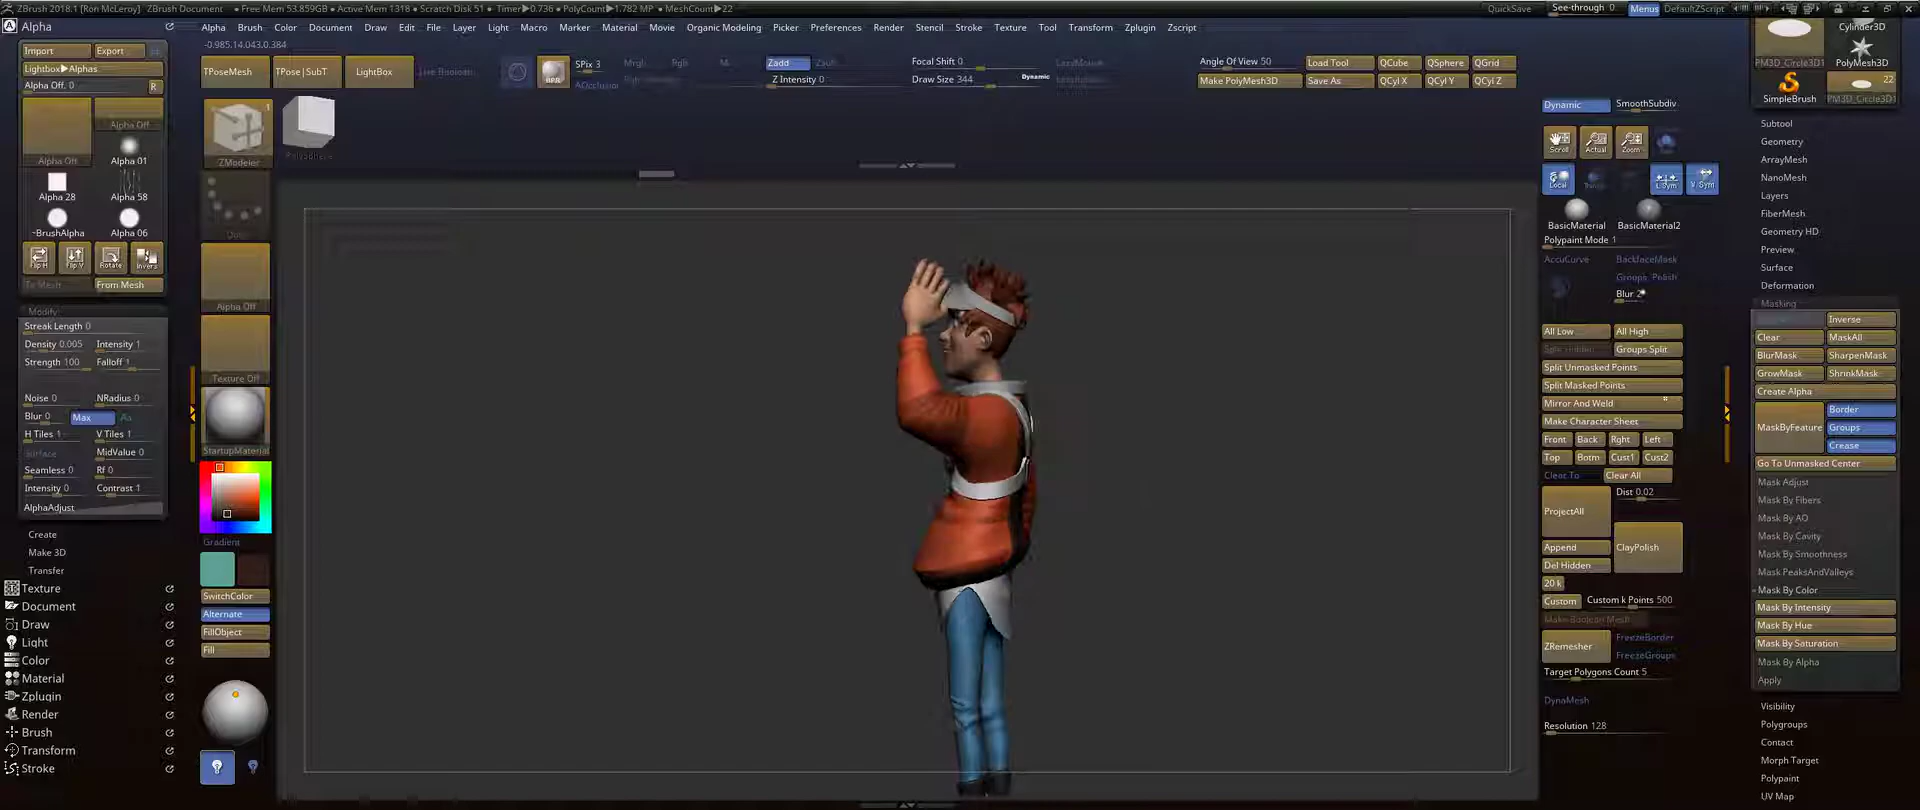 ZBrush 2018.1 [Ron McLeroy] ZBrush Document • Free Mem 53.859GB • Active Mem 1318 • Scratch Disk 51 • Timer▶0.736 • PolyCount▶1.782 MP • MeshCount▶22
QuickSave See-through 0 Menus DefaultZScript
Alpha
Alpha Brush Color Document Draw Edit File Layer Light Macro Marker Material Movie Organic Modeling Picker Preferences Render Stencil Stroke Texture Tool Transform Zplugin Zscript
-0.985,14.043,0.384
Import Export
Lightbox▶Alphas
Alpha Off. 0 R
Alpha Off
Alpha Off
Alpha 01
Alpha 28
Alpha 58
~BrushAlpha
Alpha 06
Flip H Flip V Rotate Invers
To Mesh From Mesh
Modify
Streak Length 0
Density 0.005 Intensity 1
Strength 100 Falloff 1
Noise 0 NRadius 0
Blur 0 Max Aa
H Tiles 1 V Tiles 1
Surface MidValue 0
Seamless 0 Rf 0
Intensity 0 Contrast 1
AlphaAdjust
Create
Make 3D
Transfer
Texture
Document
Draw
Light
Color
Material
Zplugin
Render
Brush
Transform
Stroke
TPoseMesh TPose|SubT LightBox Live Boolean
BPR
SPix 3
AOcclusion
Mrgb Rgb M
Zadd Zsub
Z Intensity 0
Focal Shift 0
Draw Size 344
Dynamic
LazyMouse
Angle Of View 50
Make PolyMesh3D
Load Tool QCube QSphere QGrid
Save As QCyl X QCyl Y QCyl Z
ZModeler
1
Alpha Off
Texture Off
StartupMaterial
Gradient
SwitchColor
Alternate
FillObject
Fill
Dynamic SmoothSubdiv
Scroll Actual Zoom
Local L.Sym
BasicMaterial BasicMaterial2
Polypaint Mode 1
AccuCurve BackfaceMask
Groups Polish
Blur 2
All Low All High
Split Hidden Groups Split
Split Unmasked Points
Split Masked Points
Mirror And Weld
Make Character Sheet
Front Back Rght Left
Top Botm Cust1 Cust2
Clear All
Dist 0.02
ProjectAll
Append
ClayPolish
Del Hidden
20 k
Custom Custom k Points 500
Make Boolean Mesh
ZRemesher
FreezeBorder
FreezeGroups
Target Polygons Count 5
DynaMesh
Resolution 128
Cylinder3D
PM3D_Circle3D1 PolyMesh3D
22
SimpleBrush PM3D_Circle3D1
Subtool
Geometry
ArrayMesh
NanoMesh
Layers
FiberMesh
Geometry HD
Preview
Surface
Deformation
Masking
Inverse
Clear MaskAll
BlurMask SharpenMask
GrowMask ShrinkMask
Create Alpha
MaskByFeature
Border
Groups
Crease
Go To Unmasked Center
Mask Adjust
Mask By Fibers
Mask By AO
Mask By Cavity
Mask By Smoothness
Mask PeaksAndValleys
Mask By Color
Mask By Intensity
Mask By Hue
Mask By Saturation
Mask By Alpha
Apply
Visibility
Polygroups
Contact
Morph Target
Polypaint
UV Map